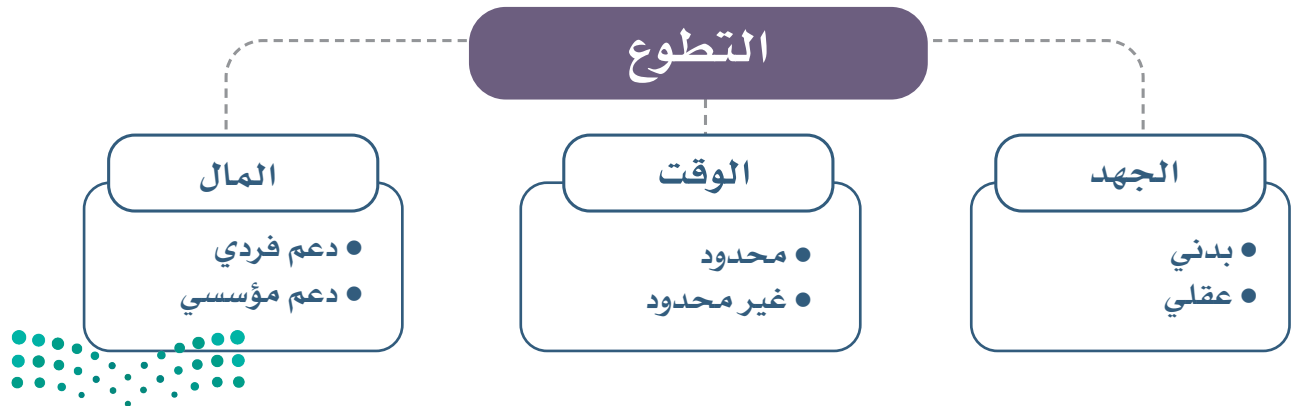 التطوع
الجهد
• بدني
• عقلي
الوقت
• محدود
• غير محدود
المال
• دعم فردي
• دعم مؤسسي